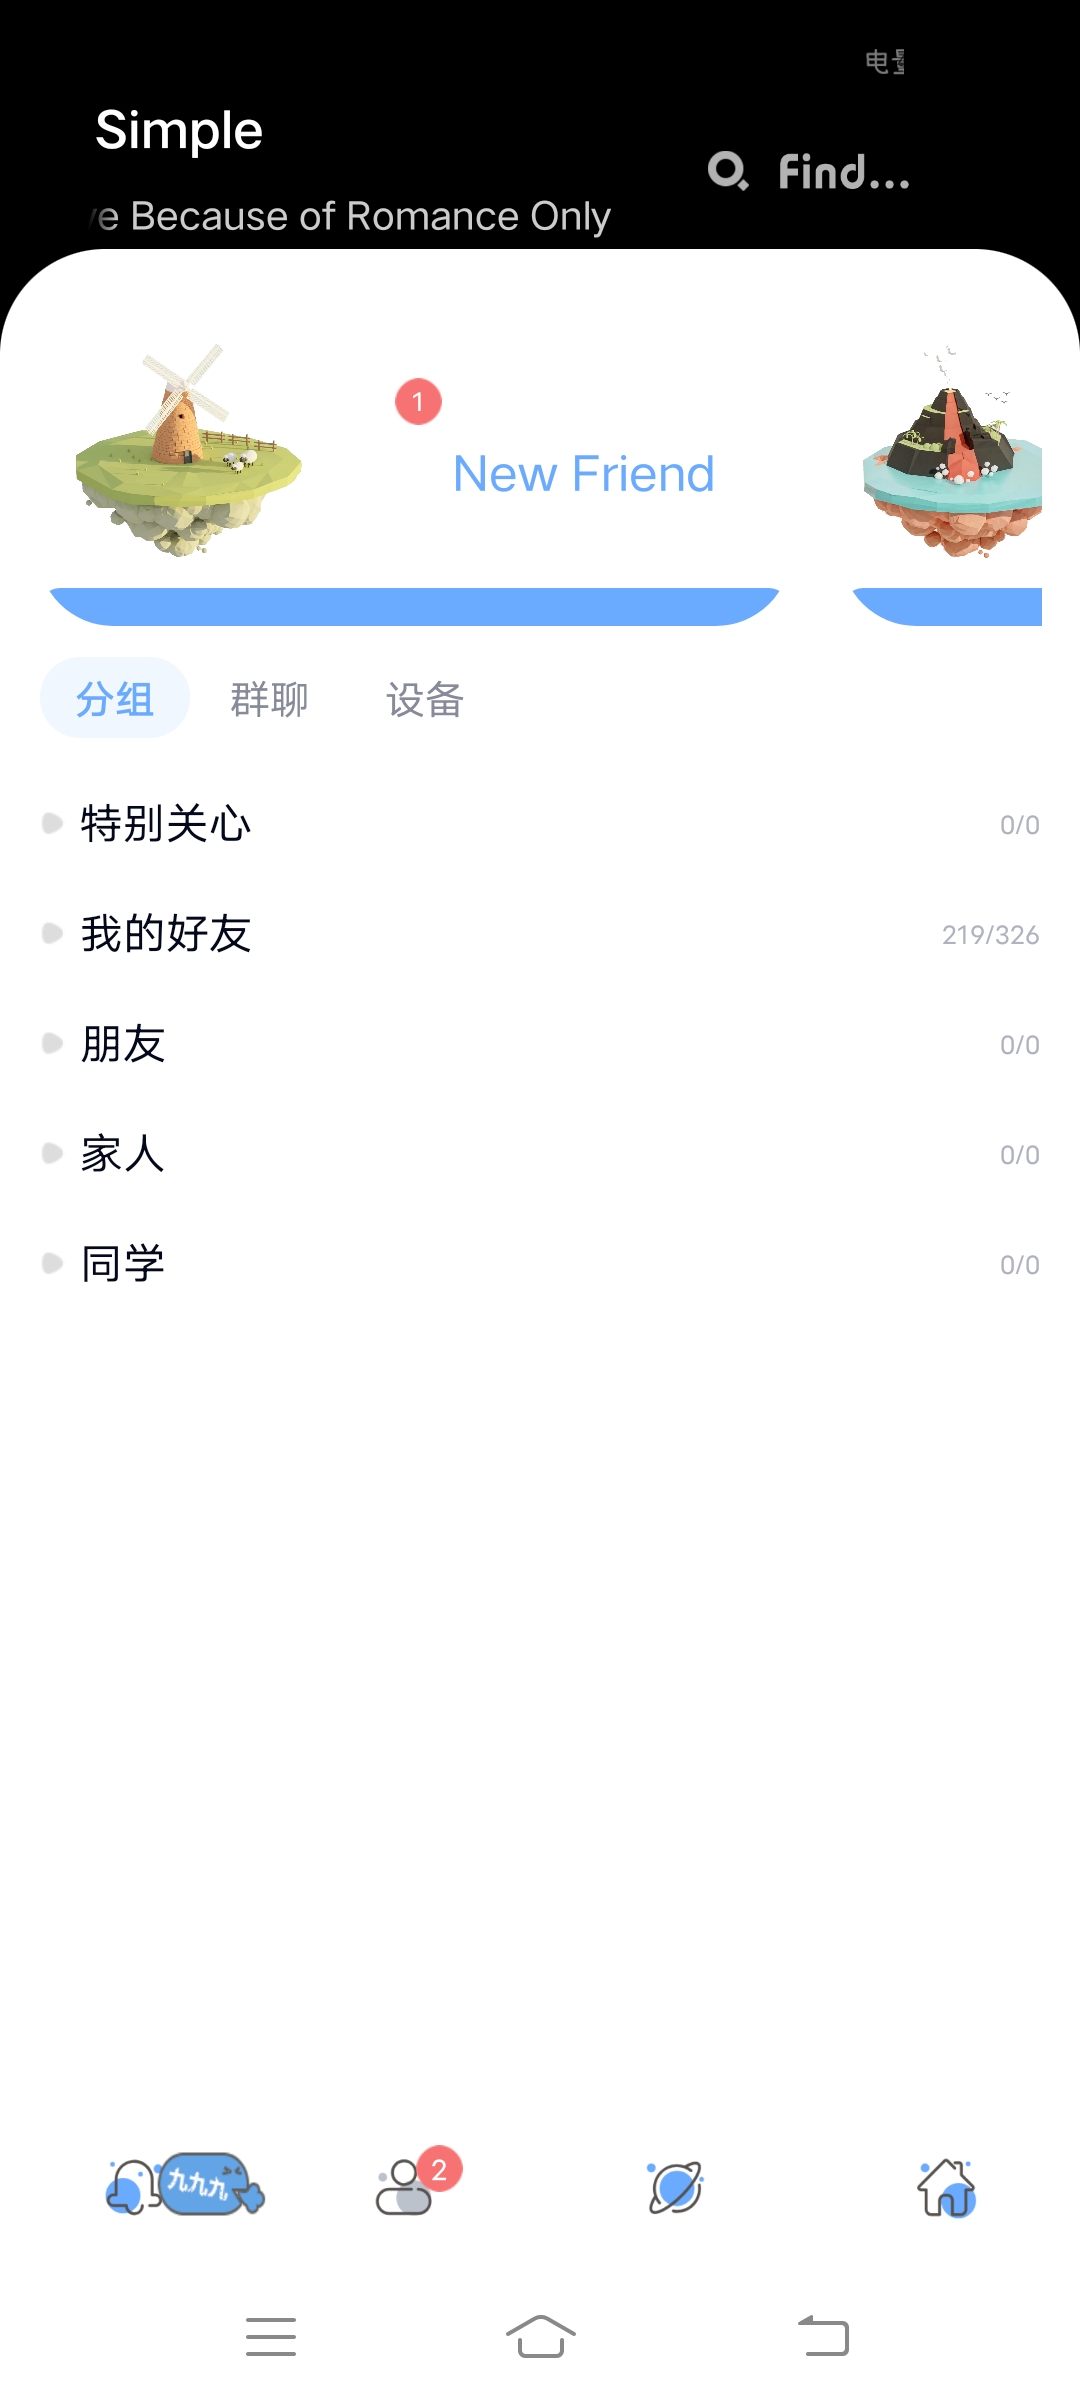 电
Simple
Find...
e Because of Romance Only
1
New Friend
分组 群聊 设备
特别关心 0/0
我的好友 219/326
朋友 0/0
家人 0/0
同学 0/0
九九九
2